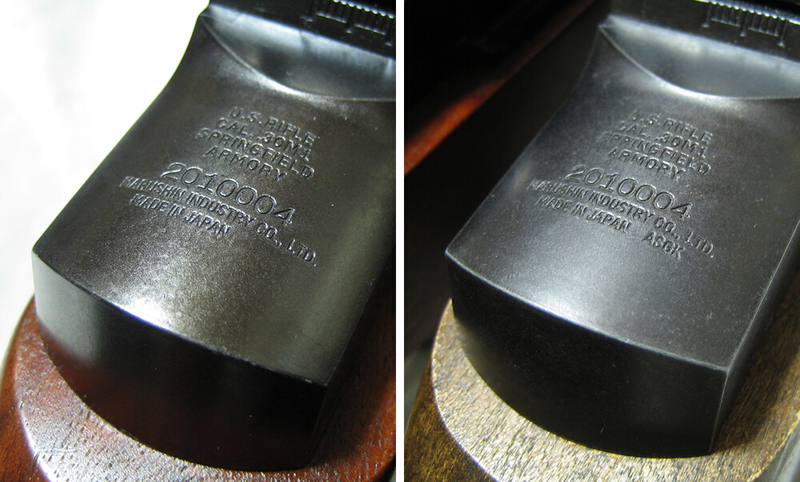 U.S. RIFLE
CAL. .30M1
SPRINGFIELD
ARMORY
2010004
MARUSHIN INDUSTRY CO., LTD.
MADE IN JAPAN
U.S. RIFLE
CAL. .30M1
SPRINGFIELD
ARMORY
2010004
MARUSHIN INDUSTRY CO., LTD.
MADE IN JAPAN ASGK